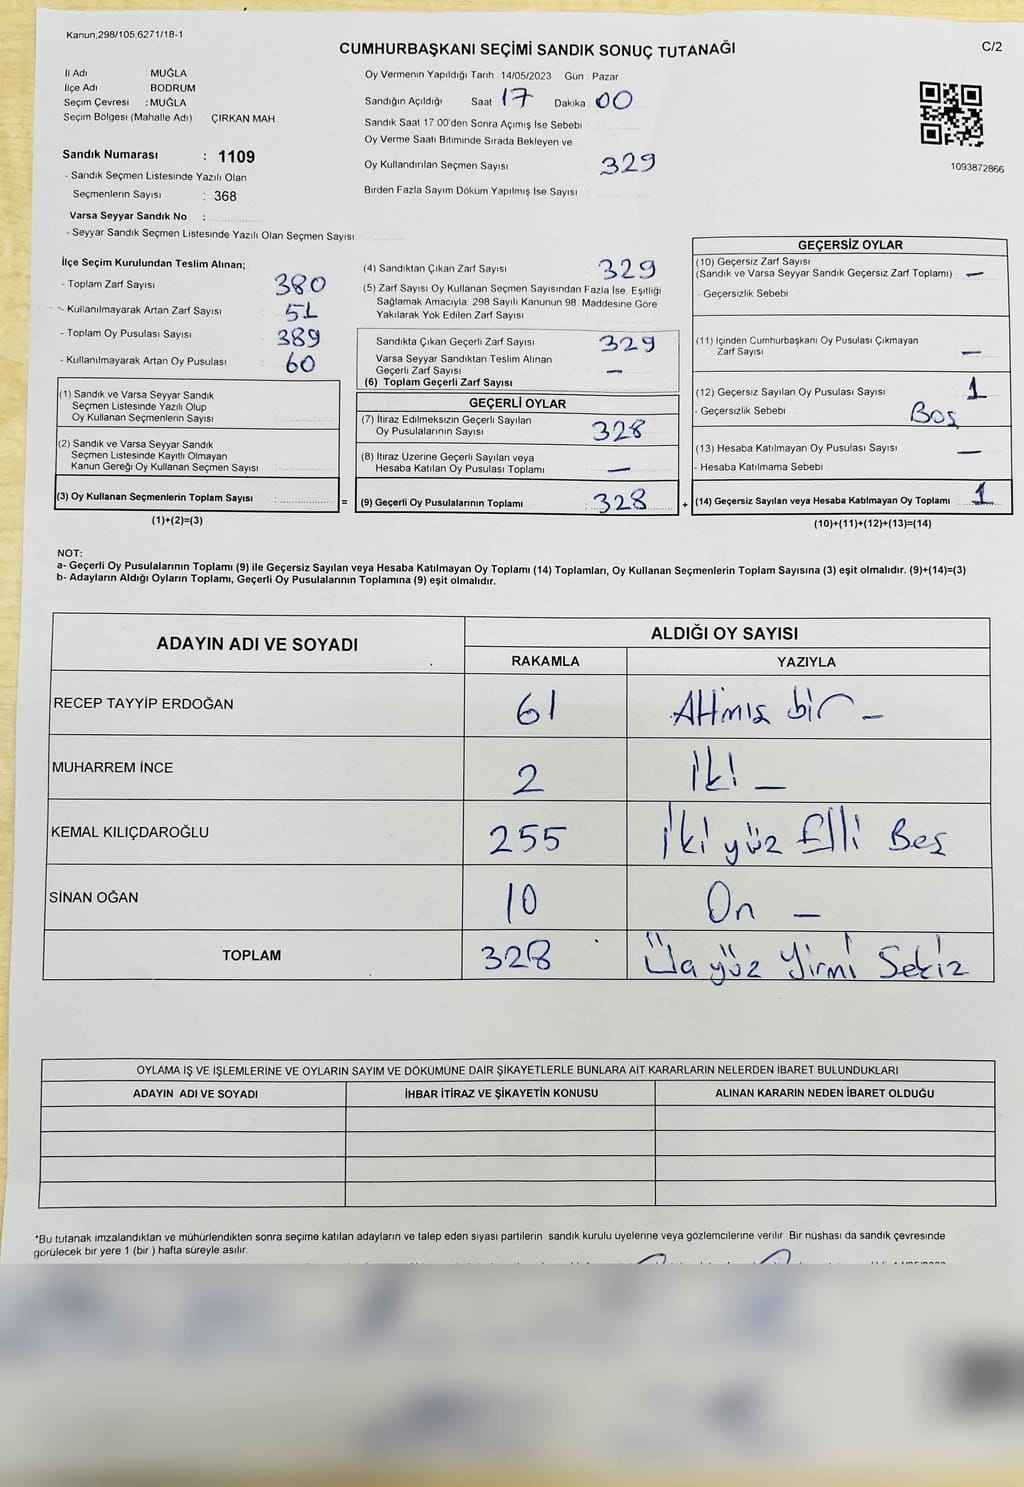 Kanun,298/105,6271/18-1
CUMHURBAŞKANI SEÇİMİ SANDIK SONUÇ TUTANAĞI
C/2
İl Adı : MUĞLA
İlçe Adı : BODRUM
Seçim Çevresi : MUĞLA
Seçim Bölgesi (Mahalle Adı) ÇIRKAN MAH.
Sandık Numarası : 1109
- Sandık Seçmen Listesinde Yazılı Olan
Seçmenlerin Sayısı : 368
Varsa Seyyar Sandık No :
- Seyyar Sandık Seçmen Listesinde Yazılı Olan Seçmen Sayısı
Oy Vermenin Yapıldığı Tarih 14/05/2023 Gün Pazar
Sandığın Açıldığı Saat 17 Dakika 00
Sandık Saat 17:00'den Sonra Açımış İse Sebebi
Oy Verme Saati Bitiminde Sırada Bekleyen ve
Oy Kullandırılan Seçmen Sayısı 329
Birden Fazla Sayım Döküm Yapılmış İse Sayısı
1093872866
İlçe Seçim Kurulundan Teslim Alınan;
- Toplam Zarf Sayısı 380
- Kullanılmayarak Artan Zarf Sayısı 51
- Toplam Oy Pusulası Sayısı 389
- Kullanılmayarak Artan Oy Pusulası 60
(1) Sandık ve Varsa Seyyar Sandık
Seçmen Listesinde Yazılı Olup
Oy Kullanan Seçmenlerin Sayısı
(2) Sandık ve Varsa Seyyar Sandık
Seçmen Listesinde Kayıtlı Olmayan
Kanun Gereği Oy Kullanan Seçmen Sayısı
(3) Oy Kullanan Seçmenlerin Toplam Sayısı : =
(1)+(2)=(3)
(4) Sandıktan Çıkan Zarf Sayısı 329
(5) Zarf Sayısı Oy Kullanan Seçmen Sayısından Fazla İse, Eşitliği
Sağlamak Amacıyla, 298 Sayılı Kanunun 98. Maddesine Göre
Yakılarak Yok Edilen Zarf Sayısı
Sandıkta Çıkan Geçerli Zarf Sayısı 329
Varsa Seyyar Sandıktan Teslim Alınan
Geçerli Zarf Sayısı —
(6) Toplam Geçerli Zarf Sayısı
GEÇERLİ OYLAR
(7) İtiraz Edilmeksizin Geçerli Sayılan
Oy Pusulalarının Sayısı 328
(8) İtiraz Üzerine Geçerli Sayılan veya
Hesaba Katılan Oy Pusulası Toplamı —
(9) Geçerli Oy Pusulalarının Toplamı 328 +
GEÇERSİZ OYLAR
(10) Geçersiz Zarf Sayısı
(Sandık ve Varsa Seyyar Sandık Geçersiz Zarf Toplamı) —
- Geçersizlik Sebebi
(11) İçinden Cumhurbaşkanı Oy Pusulası Çıkmayan
Zarf Sayısı —
(12) Geçersiz Sayılan Oy Pusulası Sayısı 1
- Geçersizlik Sebebi Boş
(13) Hesaba Katılmayan Oy Pusulası Sayısı —
- Hesaba Katılmama Sebebi
(14) Geçersiz Sayılan veya Hesaba Katılmayan Oy Toplamı 1
(10)+(11)+(12)+(13)=(14)
NOT:
a- Geçerli Oy Pusulalarının Toplamı (9) ile Geçersiz Sayılan veya Hesaba Katılmayan Oy Toplamı (14) Toplamları, Oy Kullanan Seçmenlerin Toplam Sayısına (3) eşit olmalıdır. (9)+(14)=(3)
b- Adayların Aldığı Oyların Toplamı, Geçerli Oy Pusulalarının Toplamına (9) eşit olmalıdır.
ADAYIN ADI VE SOYADI
ALDIĞI OY SAYISI
RAKAMLA YAZIYLA
RECEP TAYYİP ERDOĞAN 61 Altmış bir –
MUHARREM İNCE 2 İki –
KEMAL KILIÇDAROĞLU 255 İki yüz Elli Beş
SİNAN OĞAN 10 On –
TOPLAM 328 Üç yüz Yirmi Sekiz
OYLAMA İŞ VE İŞLEMLERİNE VE OYLARIN SAYIM VE DÖKÜMÜNE DAİR ŞİKAYETLERLE BUNLARA AİT KARARLARIN NELERDEN İBARET BULUNDUKLARI
ADAYIN ADI VE SOYADI İHBAR İTİRAZ VE ŞİKAYETİN KONUSU ALINAN KARARIN NEDEN İBARET OLDUĞU
*Bu tutanak imzalandıktan ve mühürlendikten sonra seçime katılan adayların ve talep eden siyasi partilerin sandık kurulu üyelerine veya gözlemcilerine verilir. Bir nüshası da sandık çevresinde
görülecek bir yere 1 (bir ) hafta süreyle asılır.